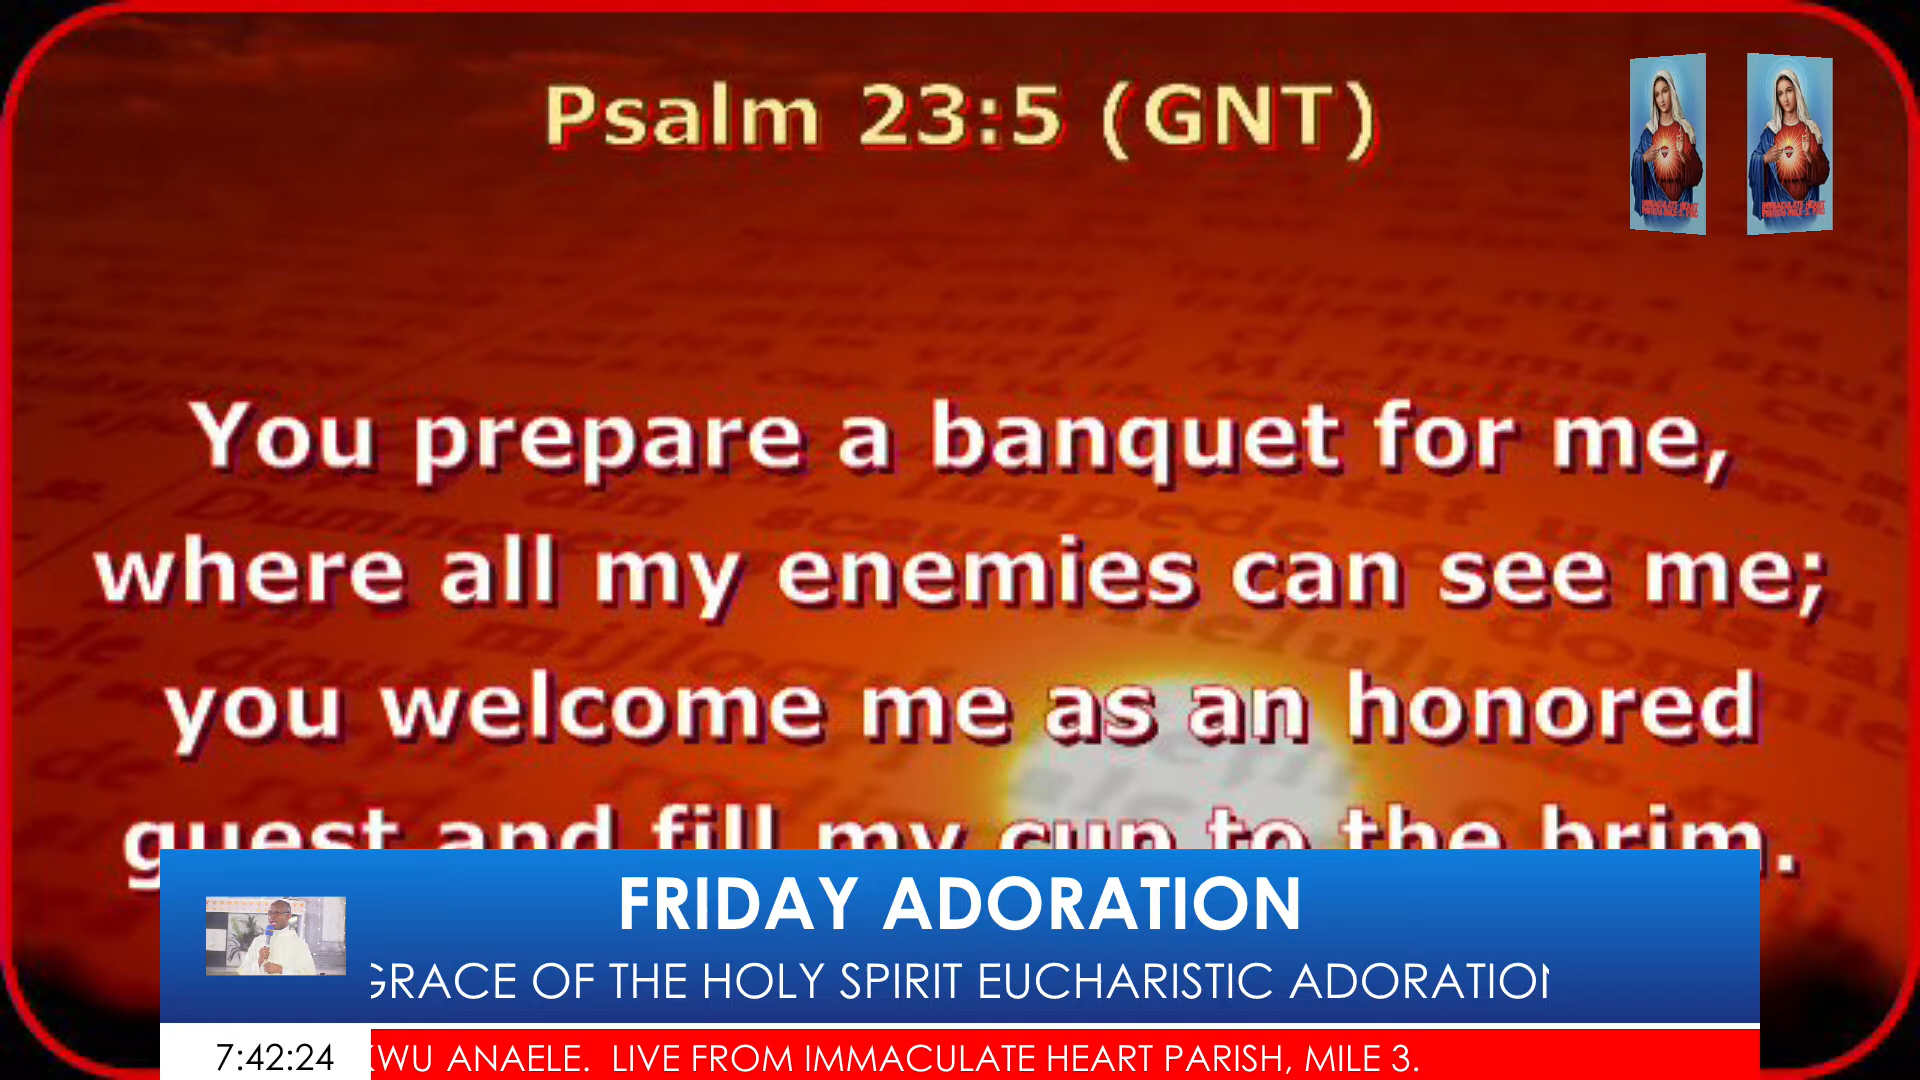 Psalm 23:5 (GNT)
You prepare a banquet for me,
where all my enemies can see me;
you welcome me as an honored
guest and fill my cup to the brim.
FRIDAY ADORATION
GRACE OF THE HOLY SPIRIT EUCHARISTIC ADORATION
7:42:24
KWU ANAELE. LIVE FROM IMMACULATE HEART PARISH, MILE 3.